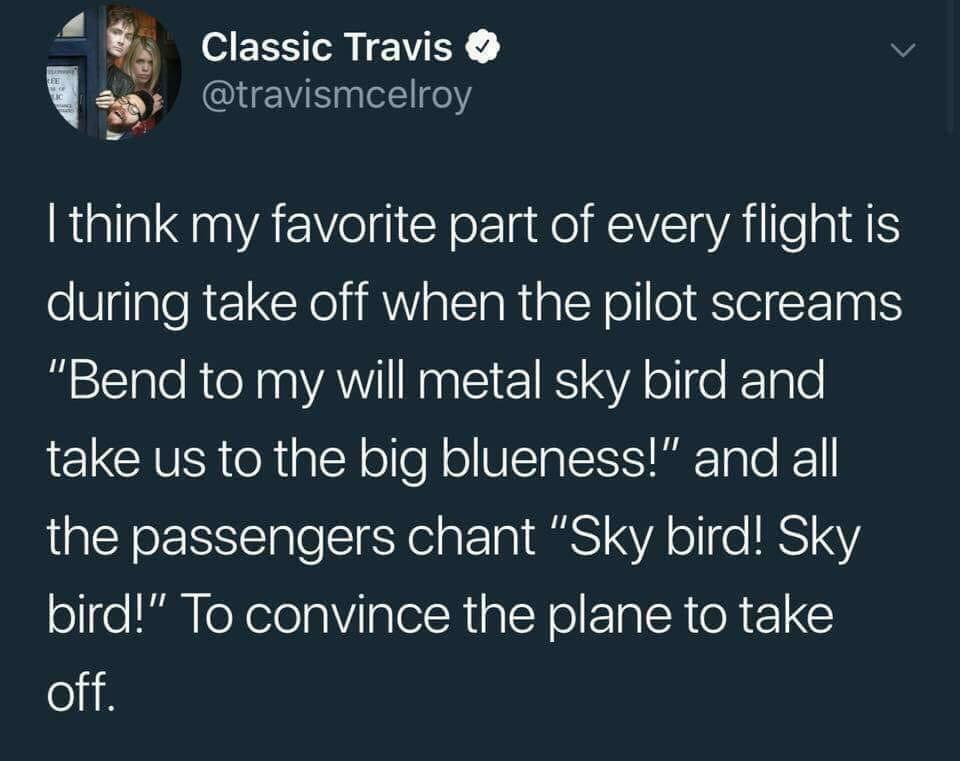 Classic Travis
@travismcelroy
I think my favorite part of every flight is
during take off when the pilot screams
“Bend to my will metal sky bird and
take us to the big blueness!” and all
the passengers chant “Sky bird! Sky
bird!” To convince the plane to take
off.